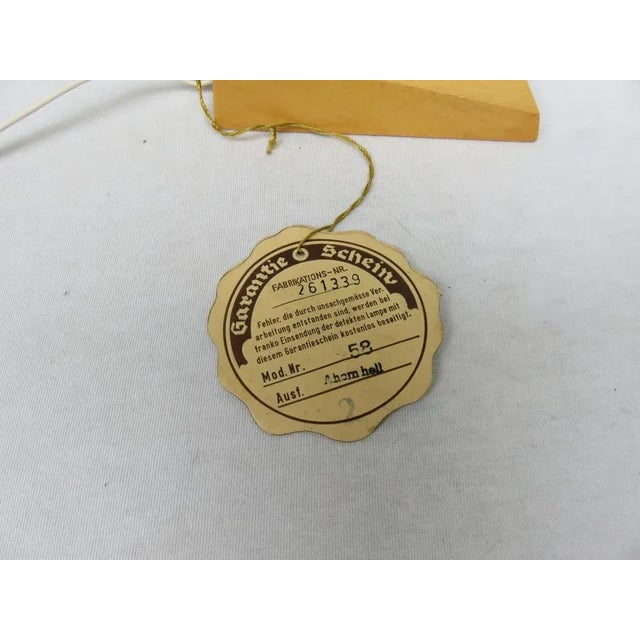 Garantie Schein
FABRIKATIONS-NR.
261339
Fehler, die durch unsachgemässe Ver-
arbeitung entstanden sind, werden bei
franko Einsendung der defekten Lampe mit
diesem Garantieschein kostenlos beseitigt.
Mod. Nr. 58
Ausf. Ahorn hell